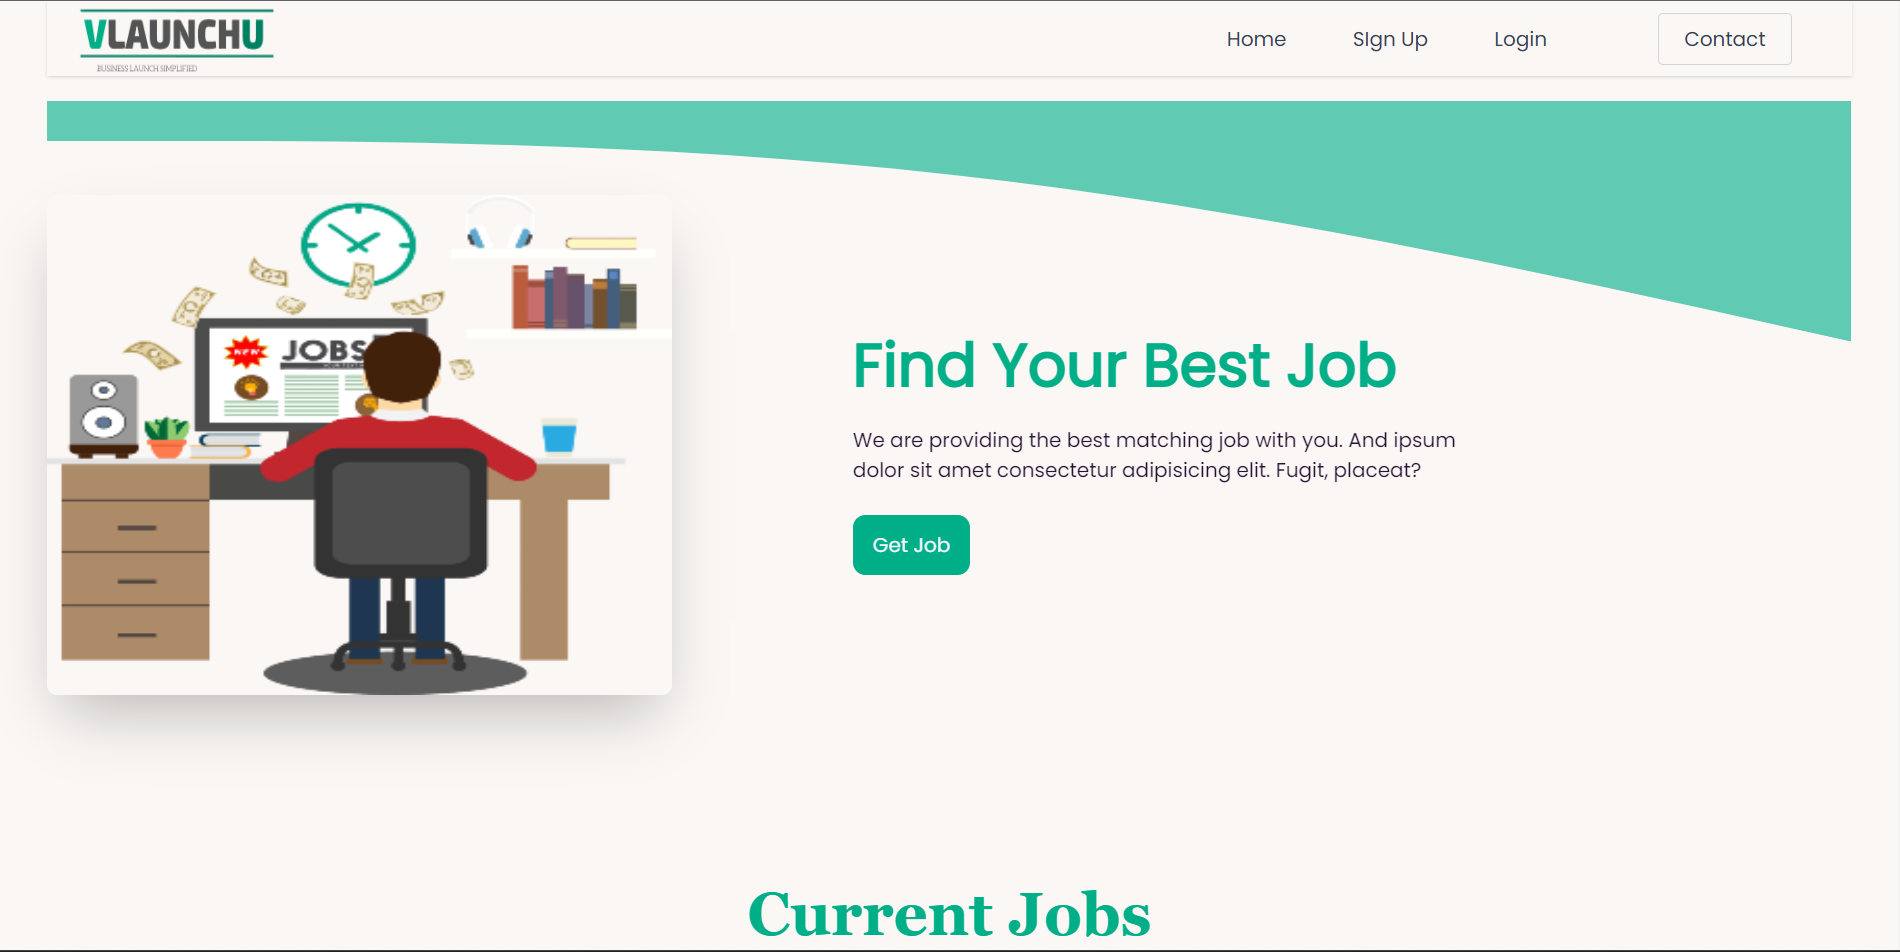 VLAUNCHU
BUSINESS LAUNCH SIMPLIFIED
Home
SIgn Up
Login
Contact
NEW
JOBS
Find Your Best Job
We are providing the best matching job with you. And ipsum
dolor sit amet consectetur adipisicing elit. Fugit, placeat?
Get Job
Current Jobs